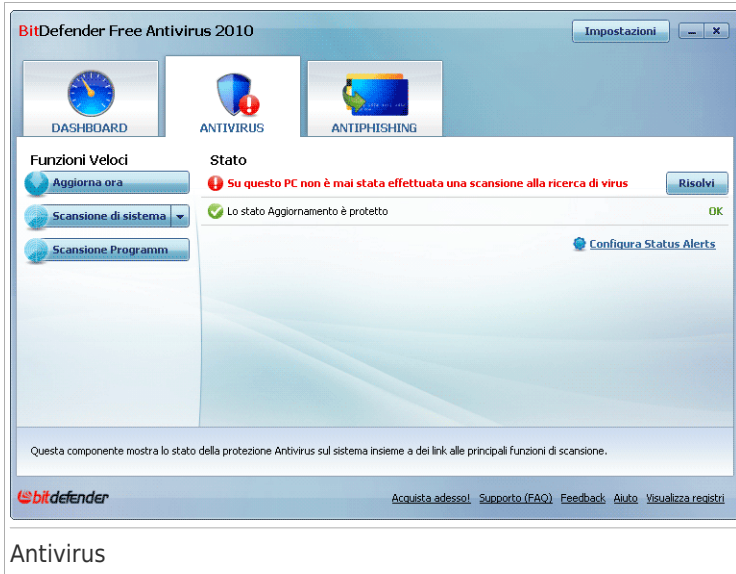 BitDefender Free Antivirus 2010
Impostazioni
DASHBOARD
ANTIVIRUS
ANTIPHISHING
Funzioni Veloci
Aggiorna ora
Scansione di sistema
Scansione Programm
Stato
Su questo PC non è mai stata effettuata una scansione alla ricerca di virus
Risolvi
Lo stato Aggiornamento è protetto
OK
Configura Status Alerts
Questa componente mostra lo stato della protezione Antivirus sul sistema insieme a dei link alle principali funzioni di scansione.
bitdefender
Acquista adesso! Supporto (FAQ) Feedback Aiuto Visualizza registri
Antivirus